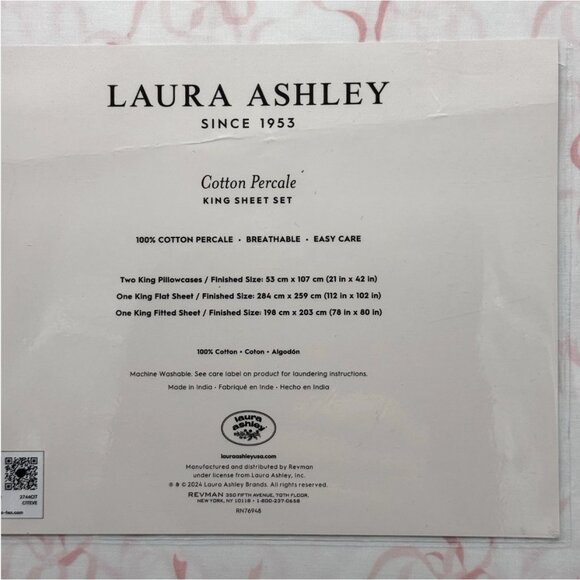 LAURA ASHLEY
SINCE 1953
Cotton Percale
KING SHEET SET
100% COTTON PERCALE • BREATHABLE • EASY CARE
Two King Pillowcases / Finished Size: 53 cm x 107 cm (21 in x 42 in)
One King Flat Sheet / Finished Size: 284 cm x 259 cm (112 in x 102 in)
One King Fitted Sheet / Finished Size: 198 cm x 203 cm (78 in x 80 in)
100% Cotton • Coton • Algodón
Machine Washable. See care label on product for laundering instructions.
Made in India • Fabriqué en Inde • Hecho en India
laura
ashley
lauraashleyusa.com
Manufactured and distributed by Revman
under license from Laura Ashley, Inc.
® & © 2024 Laura Ashley Brands. All rights reserved.
REVMAN 350 FIFTH AVENUE, 70TH FLOOR,
NEW YORK, NY 10118 • 1-800-237-0658
RN76948